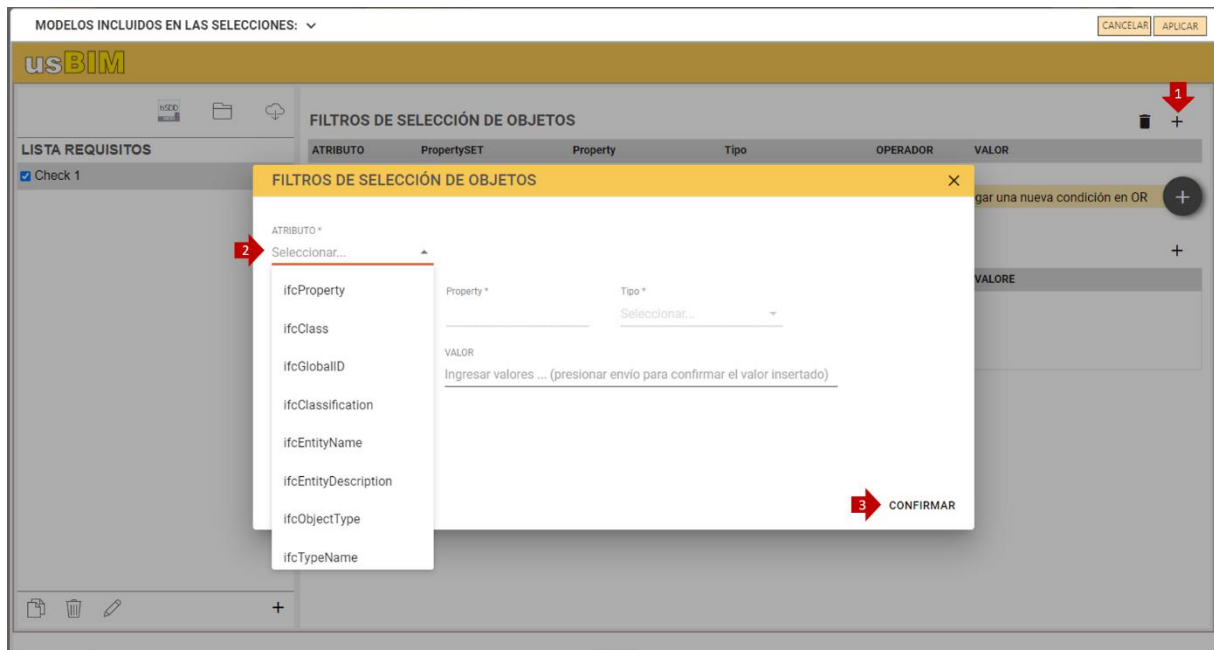 MODELOS INCLUIDOS EN LAS SELECCIONES:
CANCELAR
APLICAR
usBIM
1
bSDD
FILTROS DE SELECCIÓN DE OBJETOS
+
LISTA REQUISITOS
ATRIBUTO PropertySET Property Tipo OPERADOR VALOR
Check 1
FILTROS DE SELECCIÓN DE OBJETOS
gar una nueva condición en OR
+
ATRIBUTO *
2
Seleccionar...
+
VALORE
ifcProperty
Property *
Tipo *
Seleccionar...
ifcClass
VALOR
ifcGlobalID
Ingresar valores ... (presionar envío para confirmar el valor insertado)
ifcClassification
ifcEntityName
ifcEntityDescription
3
CONFIRMAR
ifcObjectType
ifcTypeName
+